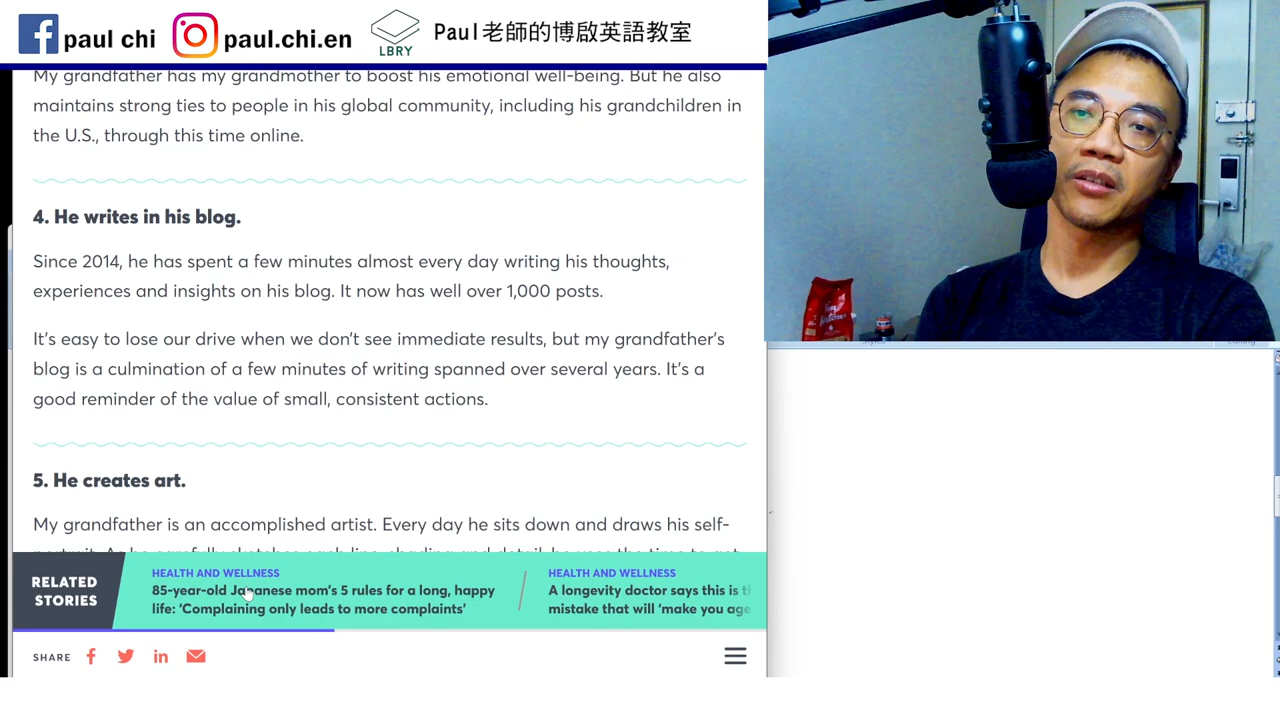 paul chi
paul.chi.en
LBRY
Paul老師的博啟英語教室
My grandfather has my grandmother to boost his emotional well-being. But he also
maintains strong ties to people in his global community, including his grandchildren in
the U.S., through this time online.
4. He writes in his blog.
Since 2014, he has spent a few minutes almost every day writing his thoughts,
experiences and insights on his blog. It now has well over 1,000 posts.
It's easy to lose our drive when we don't see immediate results, but my grandfather's
blog is a culmination of a few minutes of writing spanned over several years. It's a
good reminder of the value of small, consistent actions.
5. He creates art.
My grandfather is an accomplished artist. Every day he sits down and draws his self-
RELATED
STORIES
HEALTH AND WELLNESS
85-year-old Japanese mom's 5 rules for a long, happy
life: 'Complaining only leads to more complaints'
HEALTH AND WELLNESS
A longevity doctor says this is
mistake that will 'make you age
SHARE